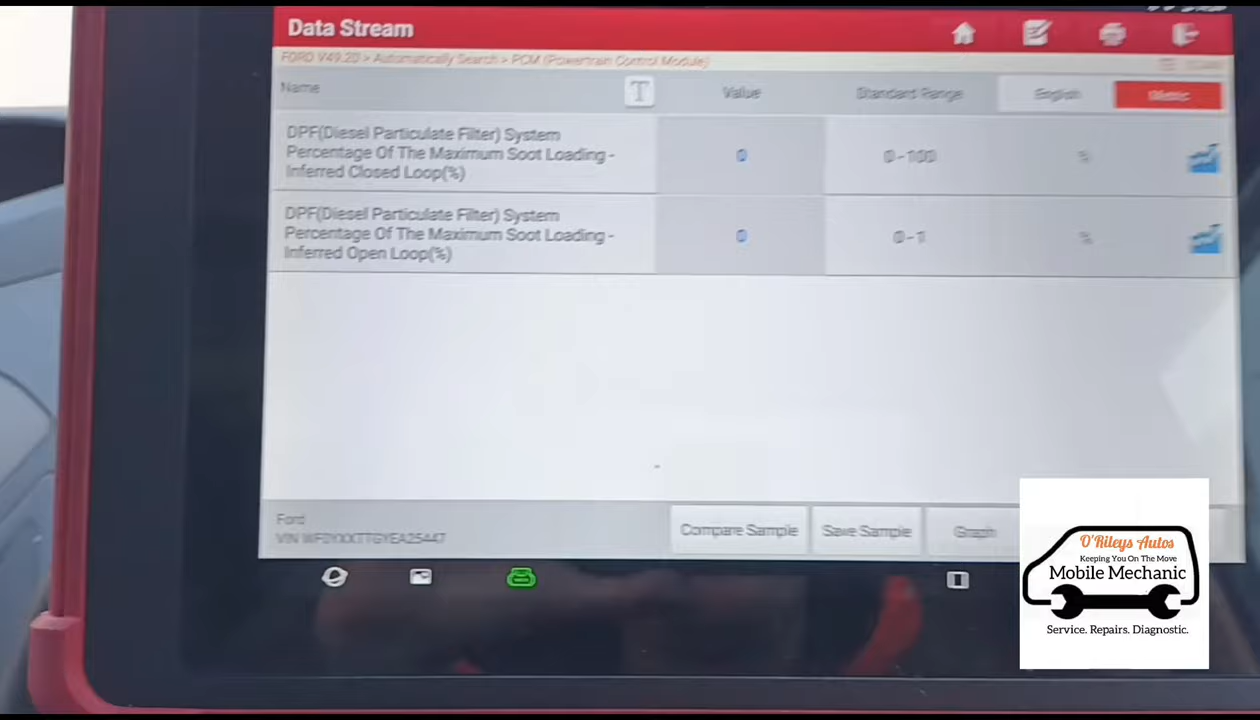 Data Stream
FORD V49.20 > Automatically Search > PCM (Powertrain Control Module)
Name
T
Value
Standard Range
English
Metric
DPF(Diesel Particulate Filter) System
Percentage Of The Maximum Soot Loading -
Inferred Closed Loop(%)
0
0-100
%
DPF(Diesel Particulate Filter) System
Percentage Of The Maximum Soot Loading -
Inferred Open Loop(%)
0
0-1
%
Ford
VIN
Compare Sample
Save Sample
Graph
O'Rileys Autos
Keeping You On The Move
Mobile Mechanic
Service. Repairs. Diagnostic.